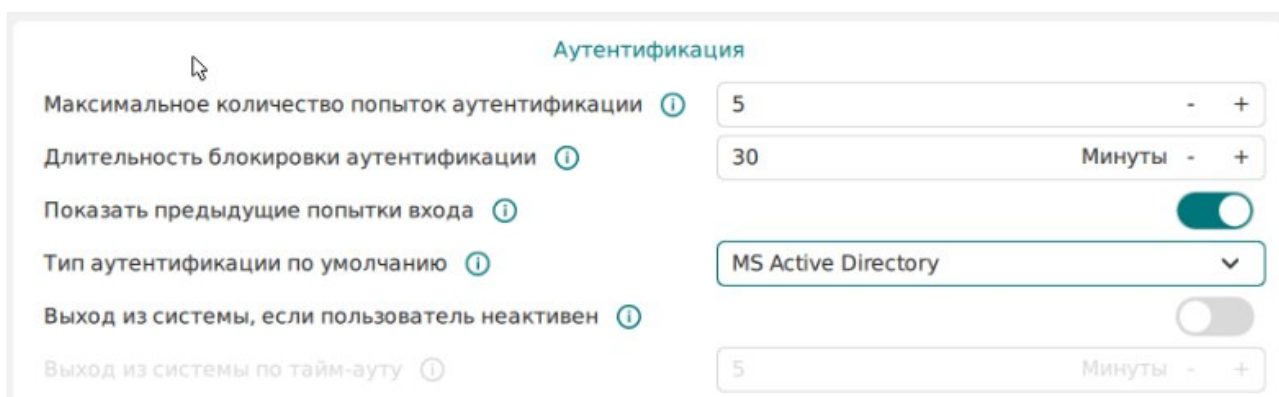 Аутентификация
Максимальное количество попыток аутентификации 5 - +
Длительность блокировки аутентификации 30 Минуты - +
Показать предыдущие попытки входа
Тип аутентификации по умолчанию MS Active Directory
Выход из системы, если пользователь неактивен
Выход из системы по тайм-ауту 5 Минуты - +